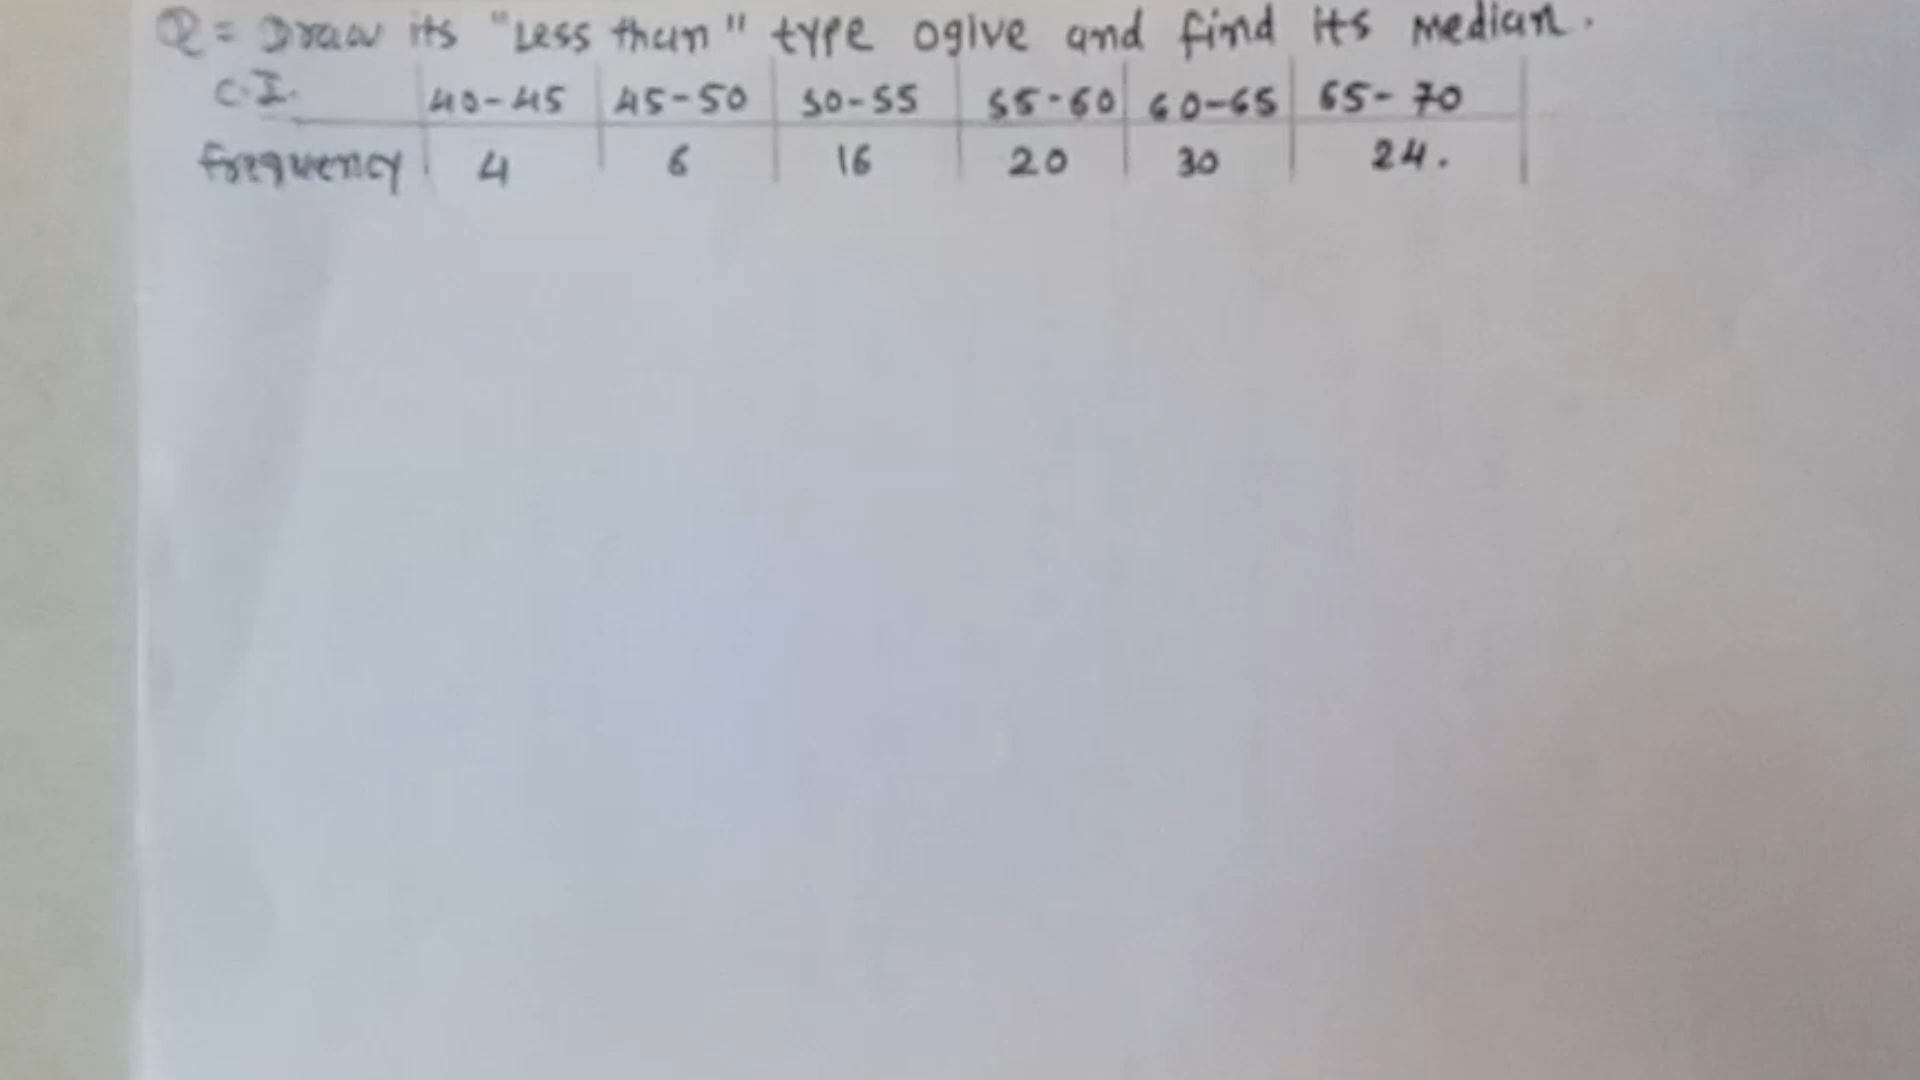 Q = Draw its "Less than" type ogive and find its median.
C.I. 40-45 45-50 50-55 55-60 60-65 65-70
frequency 4 6 16 20 30 24.